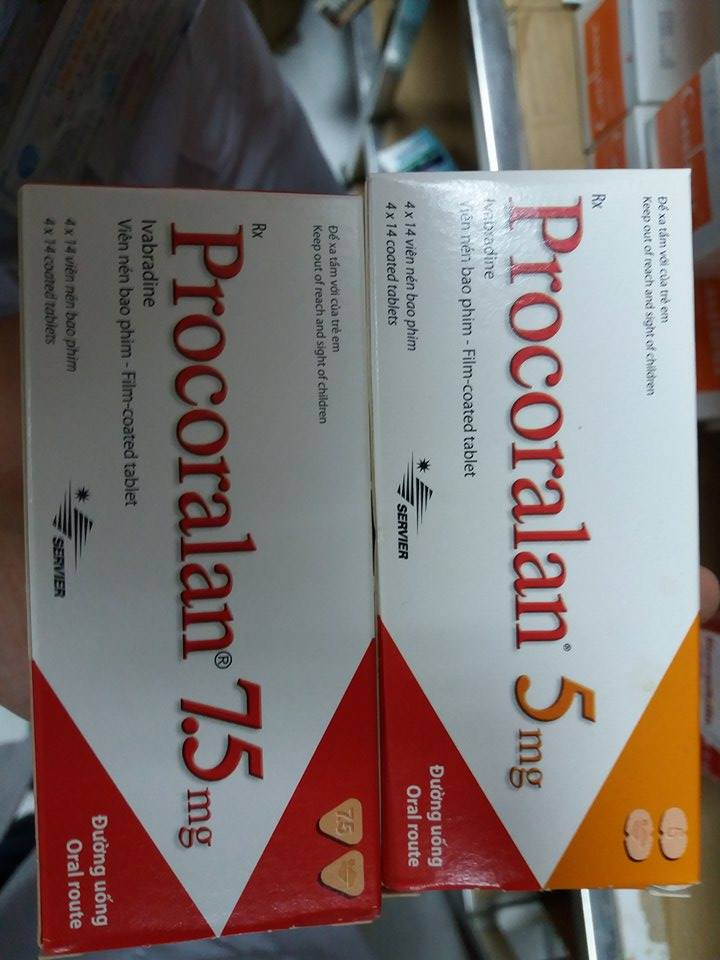 Để xa tầm với của trẻ em
Keep out of reach and sight of children
Rx
Procoralan® 5mg
Ivabradine
Viên nén bao phim - Film-coated tablet
4 x 14 viên nén bao phim
4 x 14 coated tablets
SERVIER
Đường uống
Oral route
5
Để xa tầm với của trẻ em
Keep out of reach and sight of children
Rx
Procoralan® 7.5mg
Ivabradine
Viên nén bao phim - Film-coated tablet
4 x 14 viên nén bao phim
4 x 14 coated tablets
SERVIER
Đường uống
Oral route
7.5